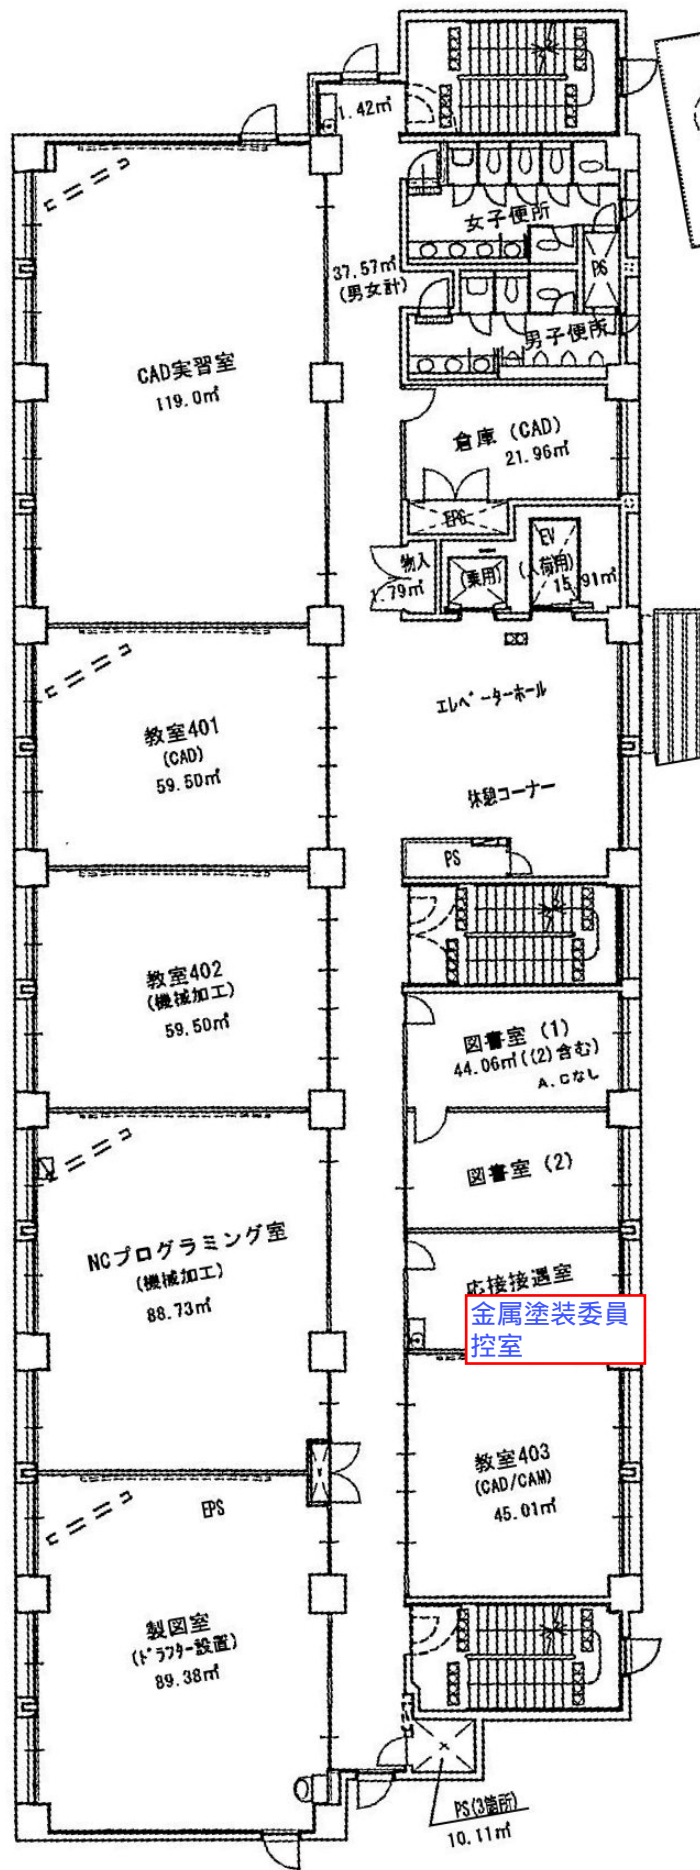 1.42㎡
女子便所
37.57㎡
(男女計)
PS
男子便所
CAD実習室
119.0㎡
倉庫 (CAD)
21.96㎡
EPS
EV
物入
1.79㎡
(乗用)
(人荷用)
15.91㎡
エレベーターホール
教室401
(CAD)
59.50㎡
休憩コーナー
PS
教室402
(機械加工)
59.50㎡
図書室 (1)
44.06㎡((2)含む)
A.Cなし
図書室 (2)
NCプログラミング室
(機械加工)
88.73㎡
応接接遇室
金属塗装委員
控室
教室403
(CAD/CAM)
45.01㎡
EPS
製図室
(ドラフター設置)
89.38㎡
PS(3箇所)
10.11㎡